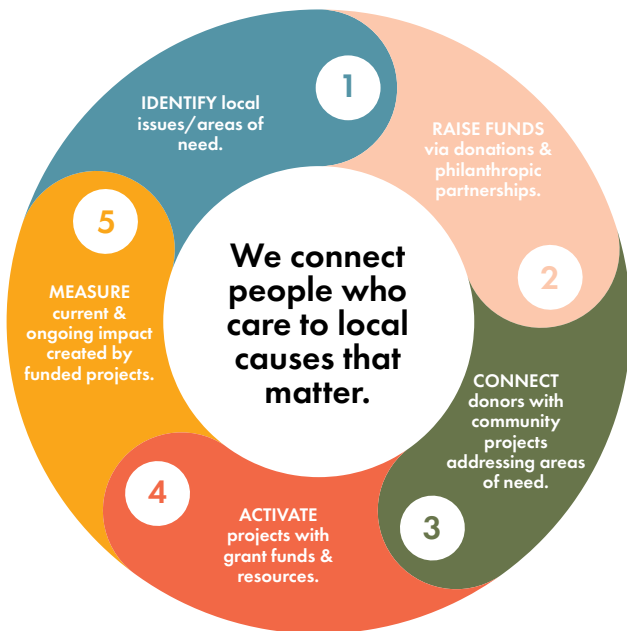 1
IDENTIFY local
issues/areas of
need.
RAISE FUNDS
via donations &
philanthropic
partnerships.
2
CONNECT
donors with
community
projects
addressing areas
of need.
3
ACTIVATE
projects with
grant funds &
resources.
4
MEASURE
current &
ongoing impact
created by
funded projects.
5
We connect
people who
care to local
causes that
matter.